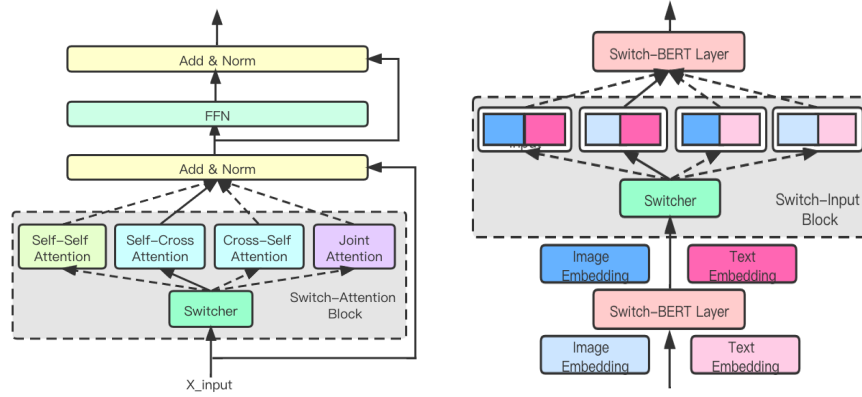 Add & Norm
FFN
Add & Norm
Self-Self
Attention
Self-Cross
Attention
Cross-Self
Attention
Joint
Attention
Switcher
Switch-Attention
Block
X_input
Switch-BERT Layer
Switcher
Switch-Input
Block
Image
Embedding
Text
Embedding
Switch-BERT Layer
Image
Embedding
Text
Embedding